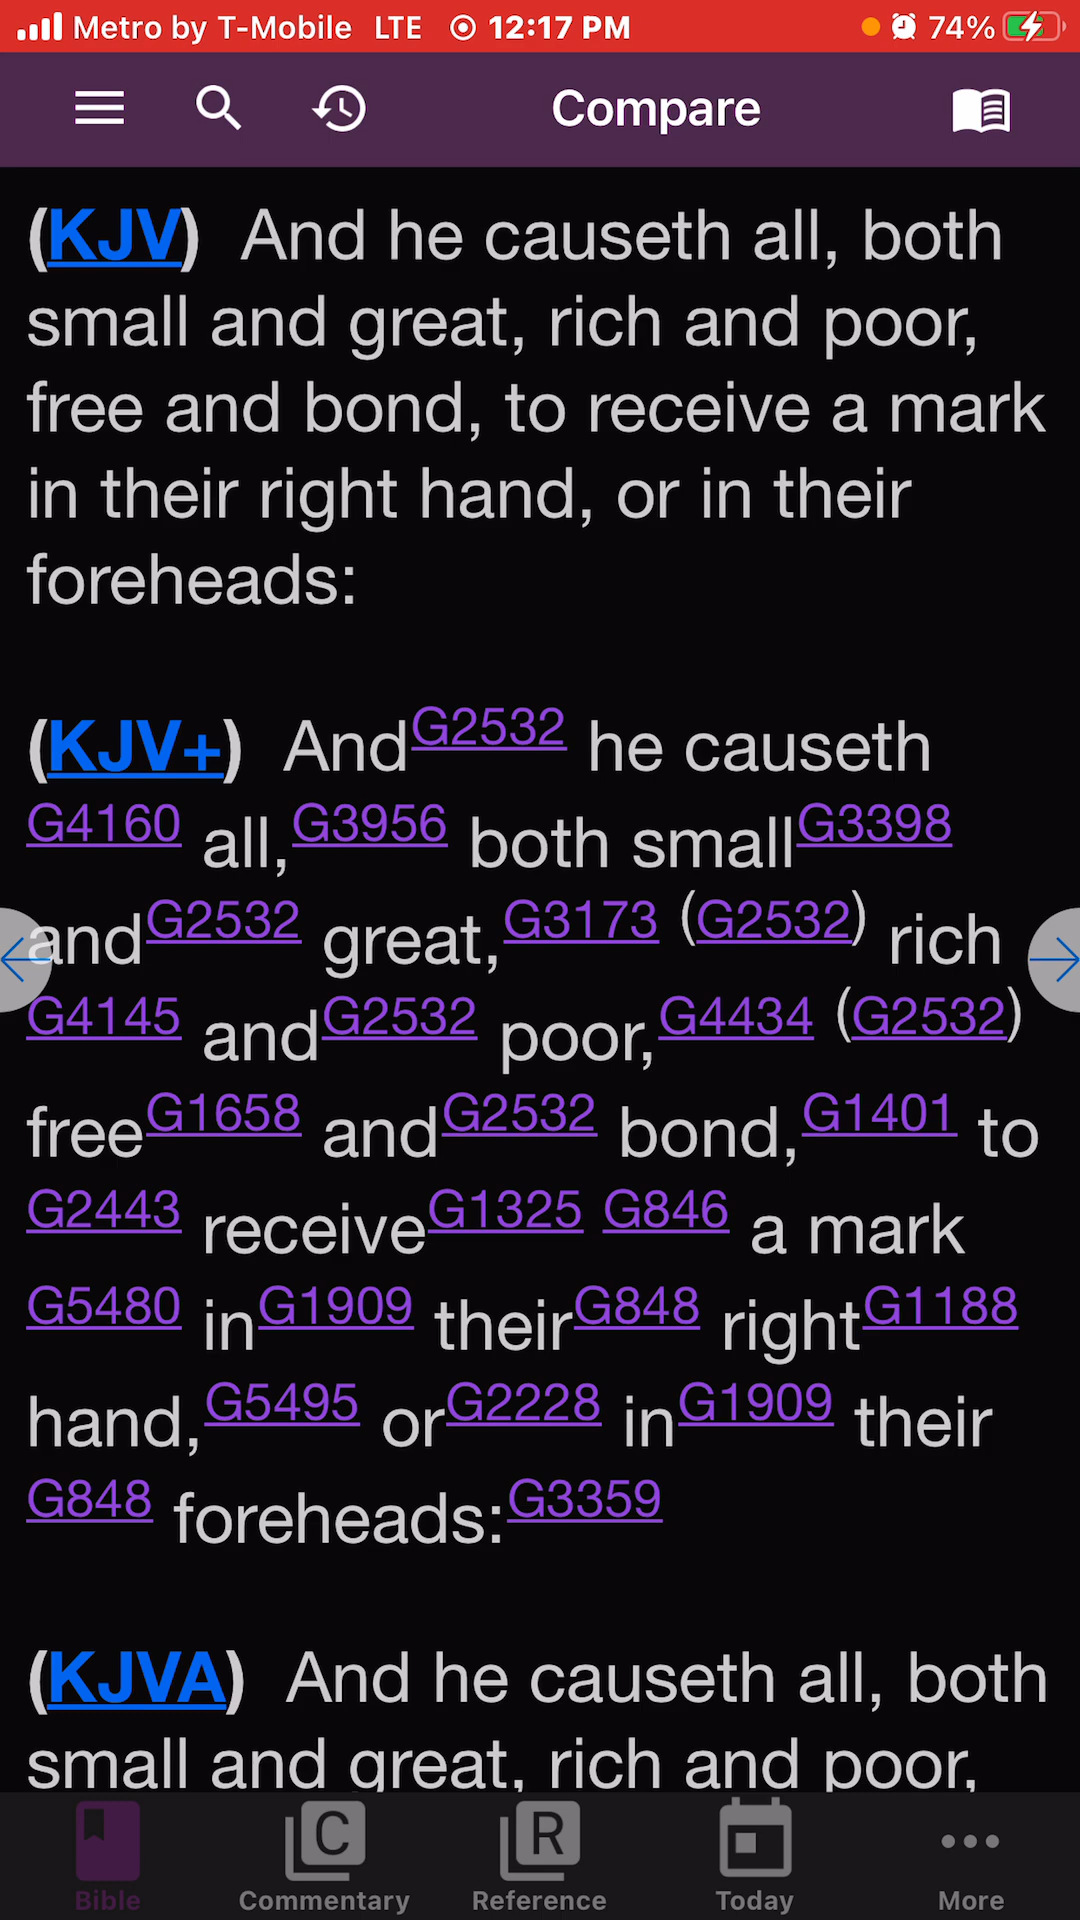 Metro by T-Mobile LTE 12:17 PM 74%
Compare
(KJV) And he causeth all, both
small and great, rich and poor,
free and bond, to receive a mark
in their right hand, or in their
foreheads:
(KJV+) AndG2532 he causeth
G4160 all,G3956 both smallG3398
andG2532 great,G3173 (G2532) rich
G4145 andG2532 poor,G4434 (G2532)
freeG1658 andG2532 bond,G1401 to
G2443 receiveG1325 G846 a mark
G5480 inG1909 theirG848 rightG1188
hand,G5495 orG2228 inG1909 their
G848 foreheads:G3359
(KJVA) And he causeth all, both
small and great, rich and poor,
C R
Bible Commentary Reference Today More